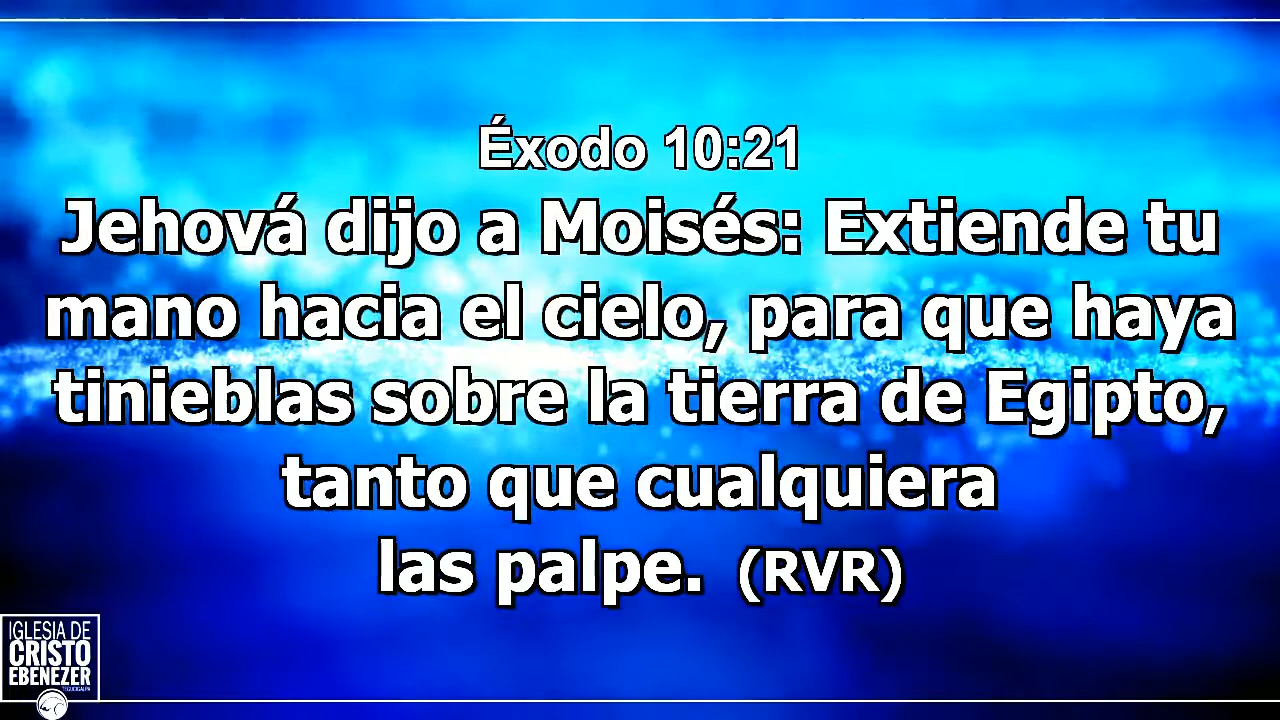 Éxodo 10:21
Jehová dijo a Moisés: Extiende tu
mano hacia el cielo, para que haya
tinieblas sobre la tierra de Egipto,
tanto que cualquiera
las palpe. (RVR)
IGLESIA DE
CRISTO
EBENEZER
TEGUCIGALPA